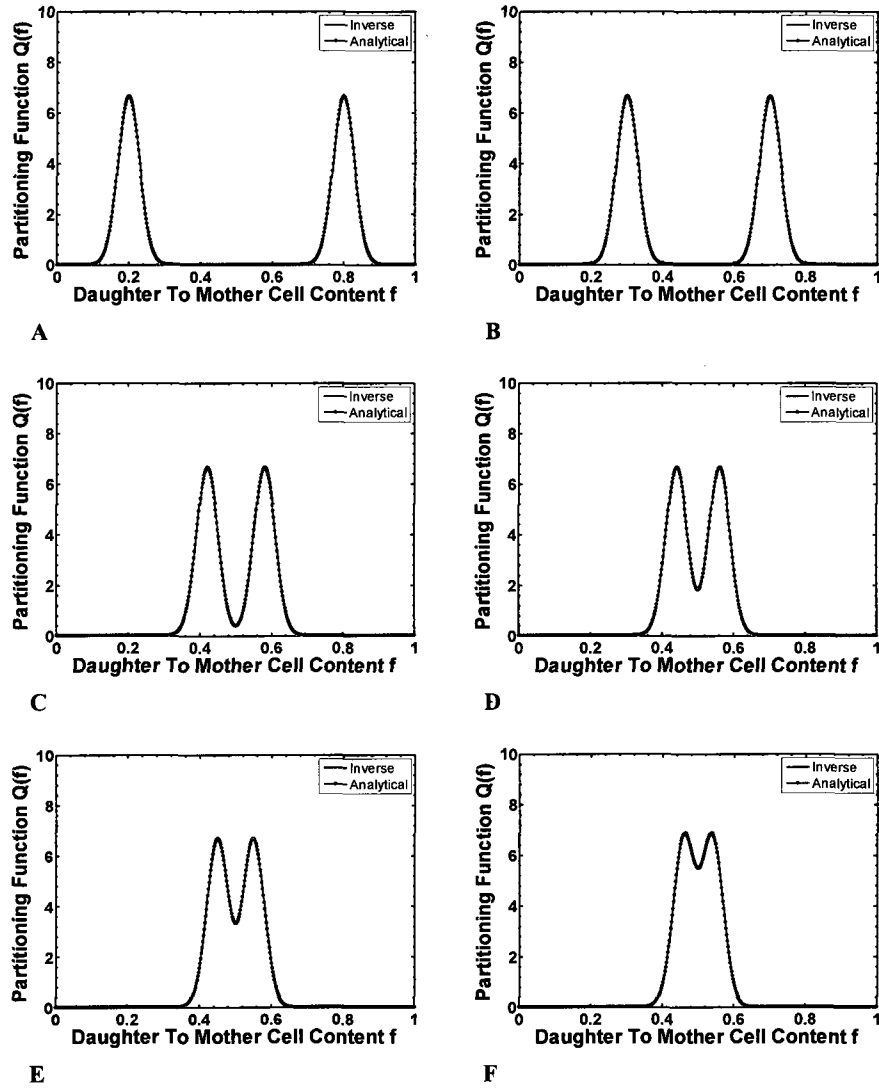 Partitioning Function Q(f)
10
8
6
4
2
0
Inverse
Analytical
0 0.2 0.4 0.6 0.8 1
Daughter To Mother Cell Content f
A
Partitioning Function Q(f)
10
8
6
4
2
0
Inverse
Analytical
0 0.2 0.4 0.6 0.8 1
Daughter To Mother Cell Content f
B
Partitioning Function Q(f)
10
8
6
4
2
0
Inverse
Analytical
0 0.2 0.4 0.6 0.8 1
Daughter To Mother Cell Content f
C
Partitioning Function Q(f)
10
8
6
4
2
0
Inverse
Analytical
0 0.2 0.4 0.6 0.8 1
Daughter To Mother Cell Content f
D
Partitioning Function Q(f)
10
8
6
4
2
0
Inverse
Analytical
0 0.2 0.4 0.6 0.8 1
Daughter To Mother Cell Content f
E
Partitioning Function Q(f)
10
8
6
4
2
0
Inverse
Analytical
0 0.2 0.4 0.6 0.8 1
Daughter To Mother Cell Content f
F